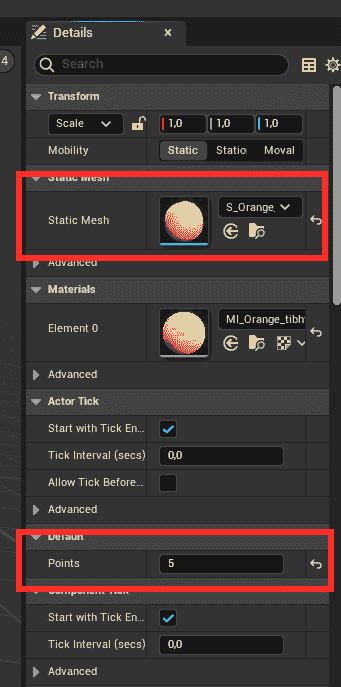 4
Details
Search
Transform
Scale 1,0 1,0 1,0
Mobility Static Statio Moval
Static Mesh
Static Mesh S_Orange_
Advanced
Materials
Element 0 MI_Orange_tibh
Advanced
Actor Tick
Start with Tick En...
Tick Interval (secs) 0,0
Allow Tick Before...
Advanced
Default
Points 5
Component Tick
Start with Tick En...
Tick Interval (secs) 0,0
Advanced